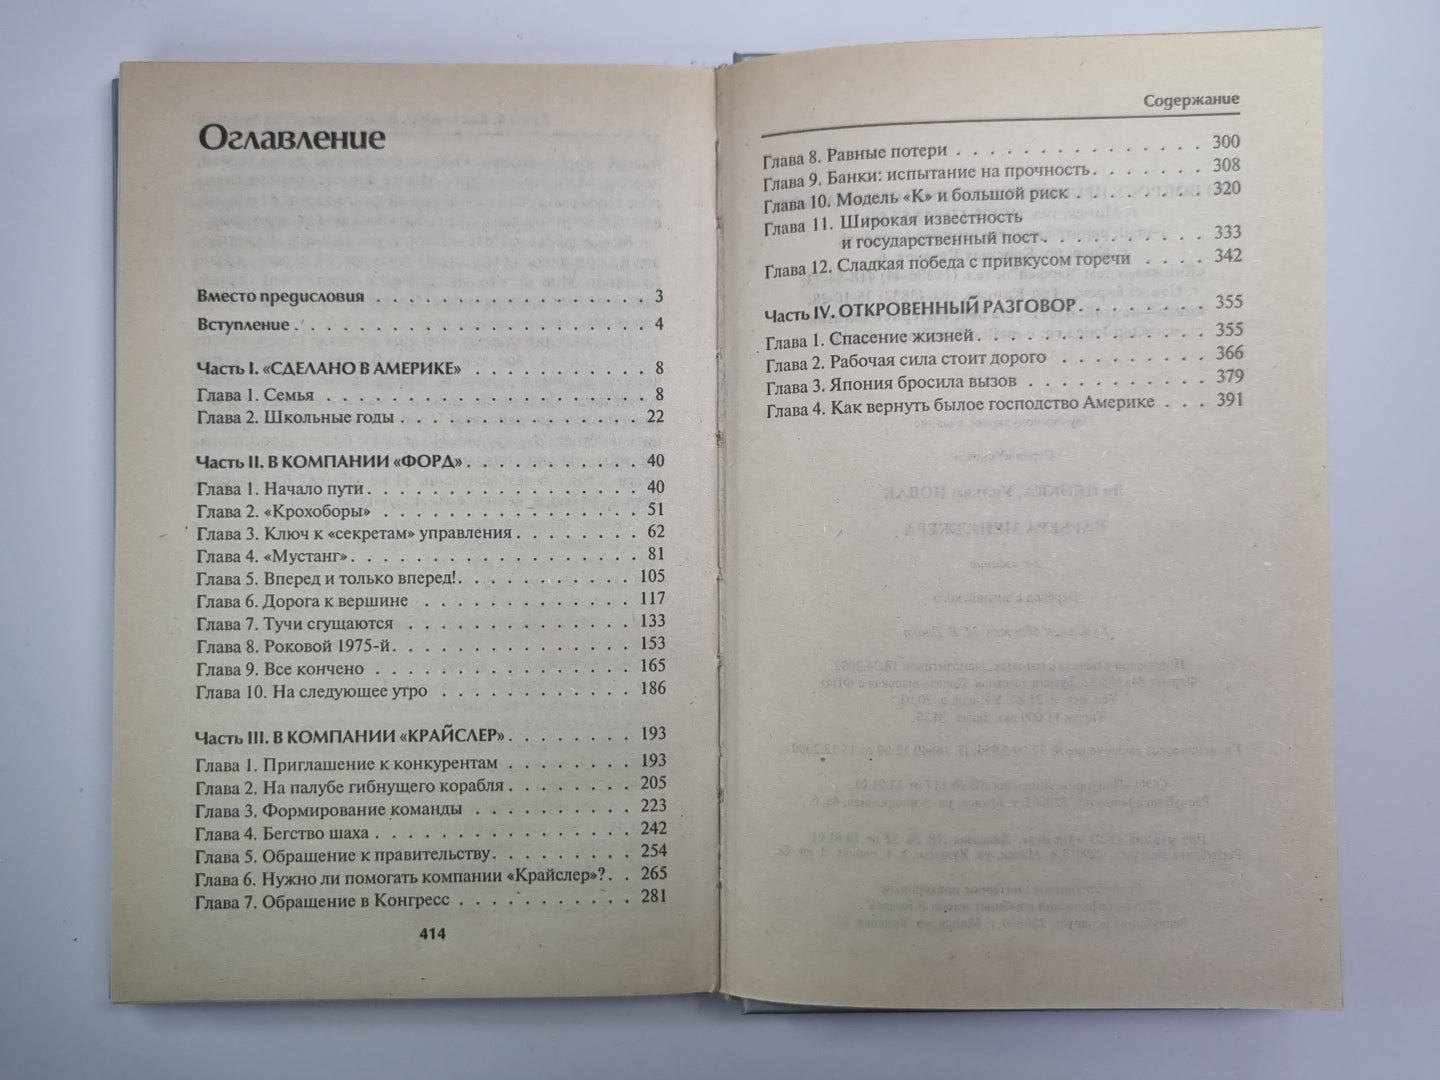 Оглавление
Вместо предисловия . . . . . . . . . . . . . . . . . . . 3
Вступление . . . . . . . . . . . . . . . . . . . . . . . 4
Часть I. «СДЕЛАНО В АМЕРИКЕ» . . . . . . . . . . . . 8
Глава 1. Семья . . . . . . . . . . . . . . . . . . . . . . 8
Глава 2. Школьные годы . . . . . . . . . . . . . . . . . 22
Часть II. В КОМПАНИИ «ФОРД» . . . . . . . . . . . . . 40
Глава 1. Начало пути . . . . . . . . . . . . . . . . . . 40
Глава 2. «Крохоборы» . . . . . . . . . . . . . . . . . . 51
Глава 3. Ключ к «секретам» управления . . . . . . . . . 62
Глава 4. «Мустанг» . . . . . . . . . . . . . . . . . . . 81
Глава 5. Вперед и только вперед! . . . . . . . . . . . . 105
Глава 6. Дорога к вершине . . . . . . . . . . . . . . . 117
Глава 7. Тучи сгущаются . . . . . . . . . . . . . . . . 133
Глава 8. Роковой 1975-й . . . . . . . . . . . . . . . . 153
Глава 9. Все кончено . . . . . . . . . . . . . . . . . . 165
Глава 10. На следующее утро . . . . . . . . . . . . . . 186
Часть III. В КОМПАНИИ «КРАЙСЛЕР» . . . . . . . . . . 193
Глава 1. Приглашение к конкурентам . . . . . . . . . . 193
Глава 2. На палубе гибнущего корабля . . . . . . . . . 205
Глава 3. Формирование команды . . . . . . . . . . . . 223
Глава 4. Бегство шаха . . . . . . . . . . . . . . . . . 242
Глава 5. Обращение к правительству . . . . . . . . . . 254
Глава 6. Нужно ли помогать компании «Крайслер»? . . 265
Глава 7. Обращение в Конгресс . . . . . . . . . . . . . 281
414
Содержание
Глава 8. Равные потери . . . . . . . . . . . . . . . . . 300
Глава 9. Банки: испытание на прочность . . . . . . . . 308
Глава 10. Модель «К» и большой риск . . . . . . . . . 320
Глава 11. Широкая известность
и государственный пост . . . . . . . . . . . 333
Глава 12. Сладкая победа с привкусом горечи . . . . . 342
Часть IV. ОТКРОВЕННЫЙ РАЗГОВОР . . . . . . . . . . 355
Глава 1. Спасение жизней . . . . . . . . . . . . . . . . 355
Глава 2. Рабочая сила стоит дорого . . . . . . . . . . 366
Глава 3. Япония бросила вызов . . . . . . . . . . . . . 379
Глава 4. Как вернуть былое господство Америке . . . 391